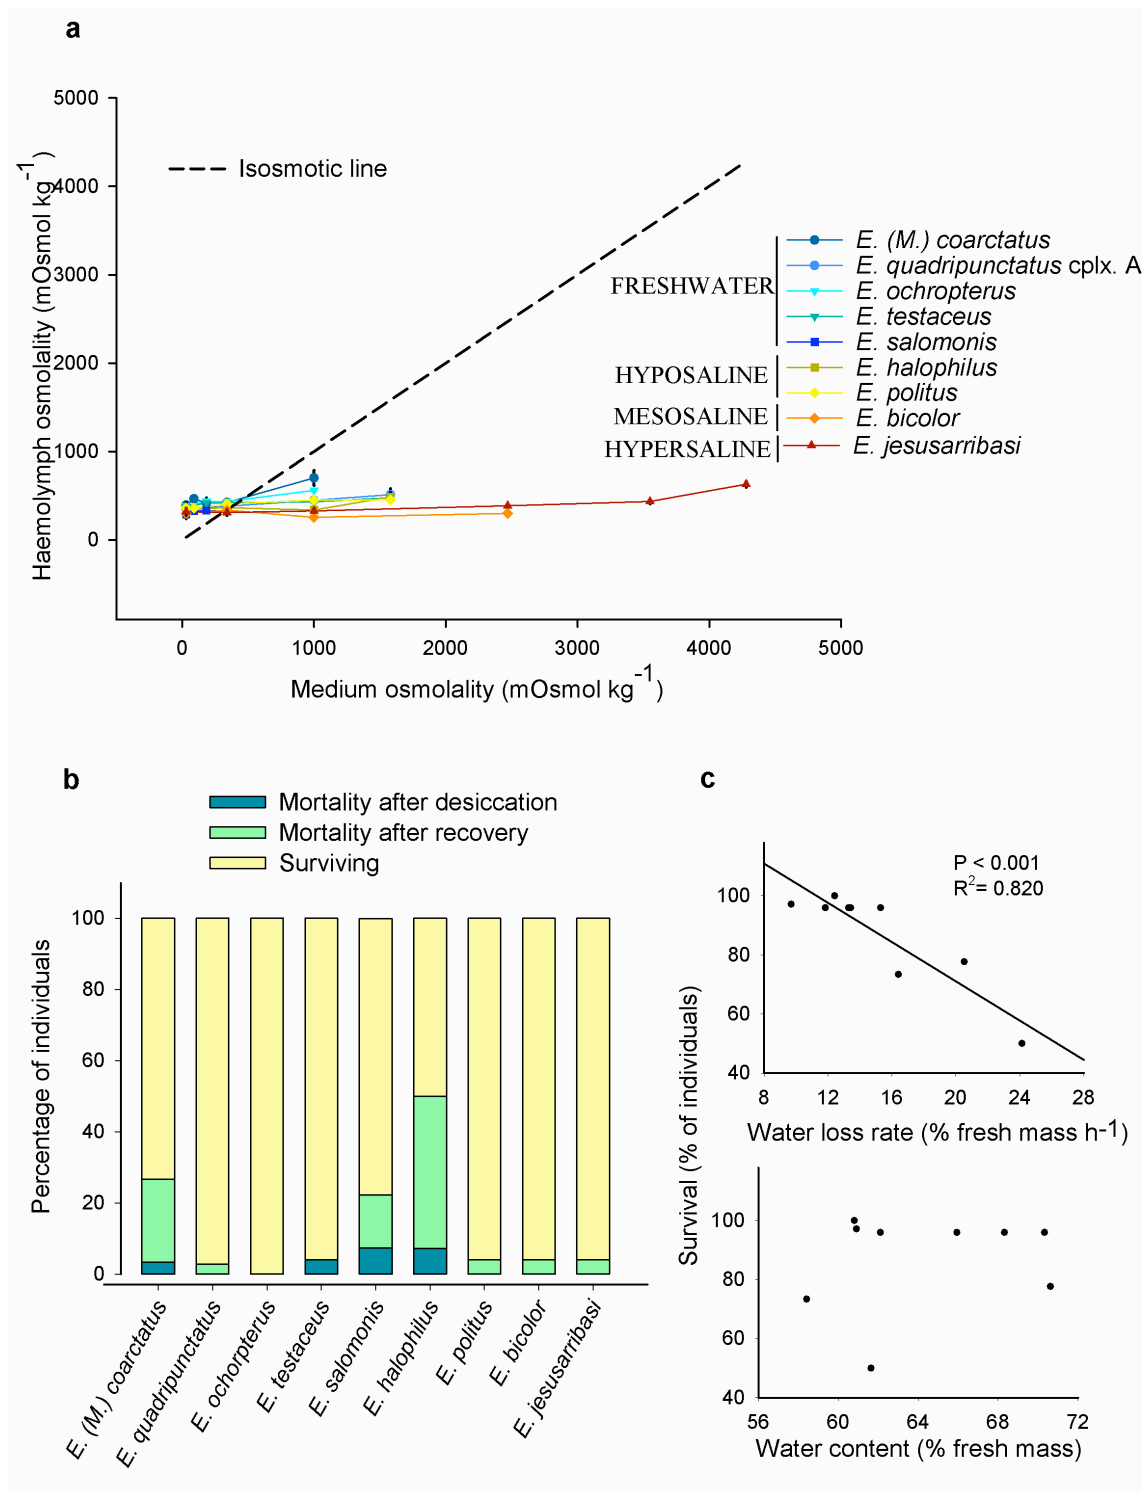 a
5000
4000
3000
2000
1000
0
Haemolymph osmolality (mOsmol kg-1)
Isosmotic line
FRESHWATER
HYPOSALINE
MESOSALINE
HYPERSALINE
E. (M.) coarctatus
E. quadripunctatus cplx. A
E. ochropterus
E. testaceus
E. salomonis
E. halophilus
E. politus
E. bicolor
E. jesusarribasi
0 1000 2000 3000 4000 5000
Medium osmolality (mOsmol kg-1)
b
Mortality after desiccation
Mortality after recovery
Surviving
100
80
60
40
20
0
Percentage of individuals
E. (M.) coarctatus
E. quadripunctatus
E. ochorpterus
E. testaceus
E. salomonis
E. halophilus
E. politus
E. bicolor
E. jesusarribasi
c
P < 0.001
R2= 0.820
100
80
60
40
8 12 16 20 24 28
Water loss rate (% fresh mass h-1)
Survival (% of individuals)
100
80
60
40
56 60 64 68 72
Water content (% fresh mass)